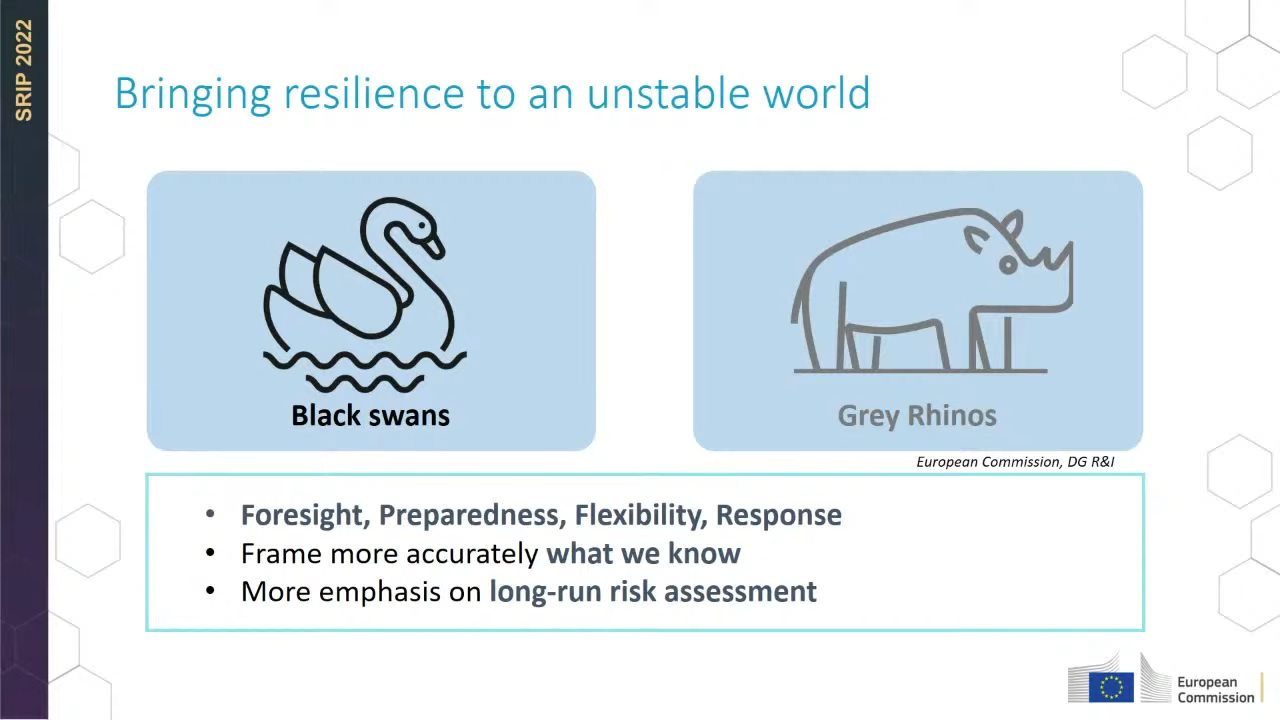 SRIP 2022
Bringing resilience to an unstable world
Black swans
Grey Rhinos
European Commission, DG R&I
• Foresight, Preparedness, Flexibility, Response
• Frame more accurately what we know
• More emphasis on long-run risk assessment
European
Commission